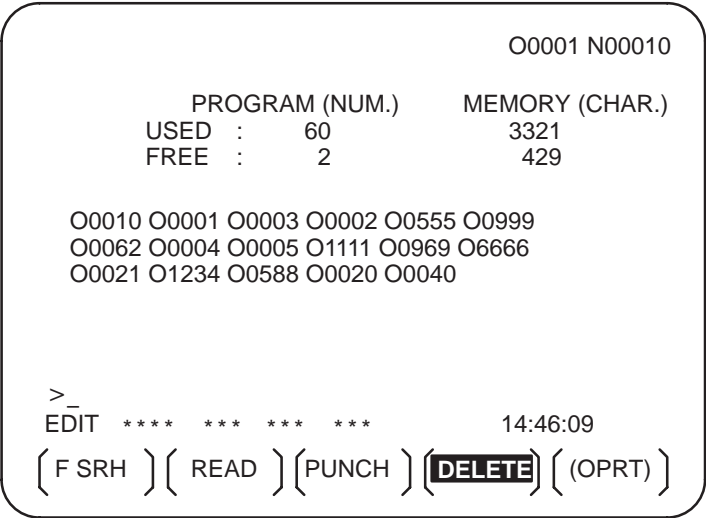 O0001 N00010
PROGRAM (NUM.) MEMORY (CHAR.)
USED : 60 3321
FREE : 2 429
O0010 O0001 O0003 O0002 O0555 O0999
O0062 O0004 O0005 O1111 O0969 O6666
O0021 O1234 O0588 O0020 O0040
>_
EDIT **** *** *** *** 14:46:09
F SRH READ PUNCH DELETE (OPRT)